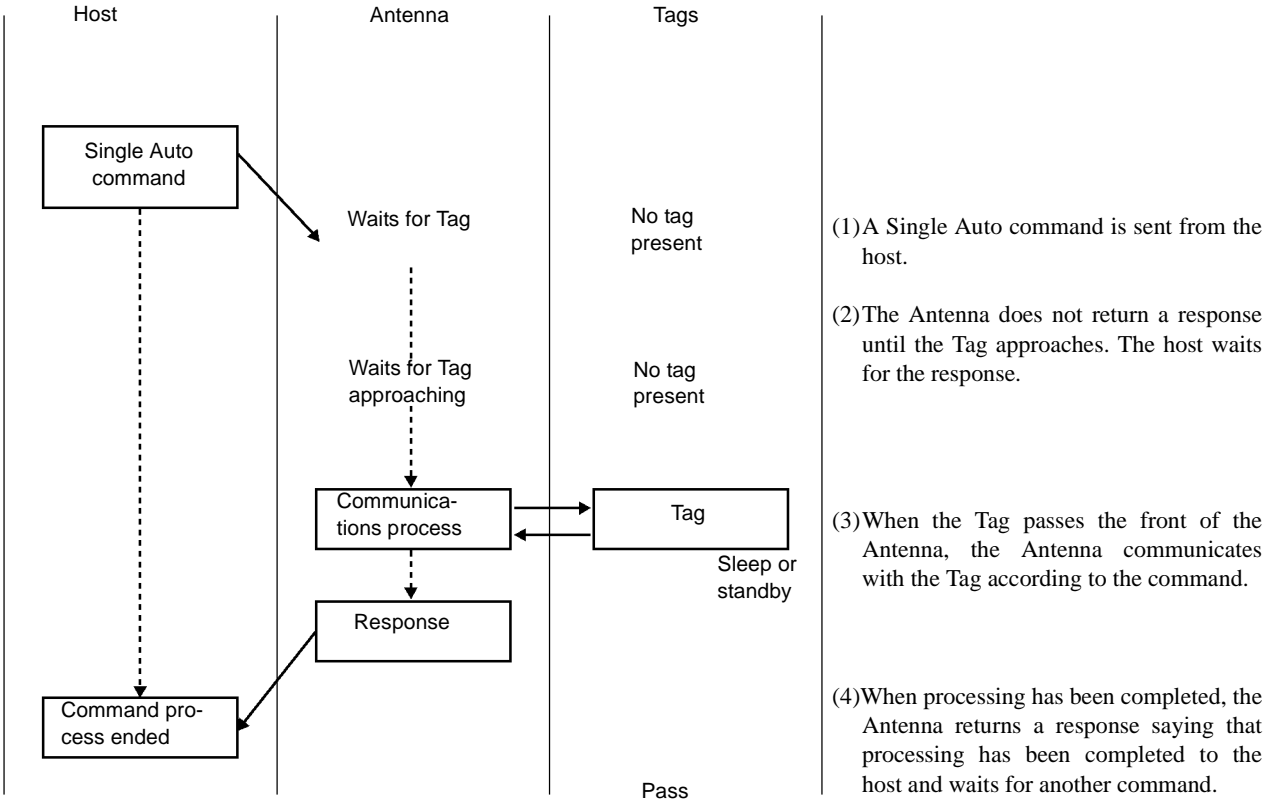 Host
Antenna
Tags
Single Auto
command
Waits for Tag
No tag
present
Waits for Tag
approaching
No tag
present
Communica-
tions process
Tag
Sleep or
standby
Response
Command pro-
cess ended
Pass
(1)A Single Auto command is sent from the
host.
(2)The Antenna does not return a response
until the Tag approaches. The host waits
for the response.
(3)When the Tag passes the front of the
Antenna, the Antenna communicates
with the Tag according to the command.
(4)When processing has been completed, the
Antenna returns a response saying that
processing has been completed to the
host and waits for another command.